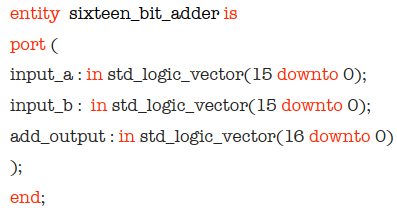 entity sixteen_bit_adder is
port (
input_a : in std_logic_vector(15 downto 0);
input_b : in std_logic_vector(15 downto 0);
add_output : in std_logic_vector(16 downto 0)
);
end;